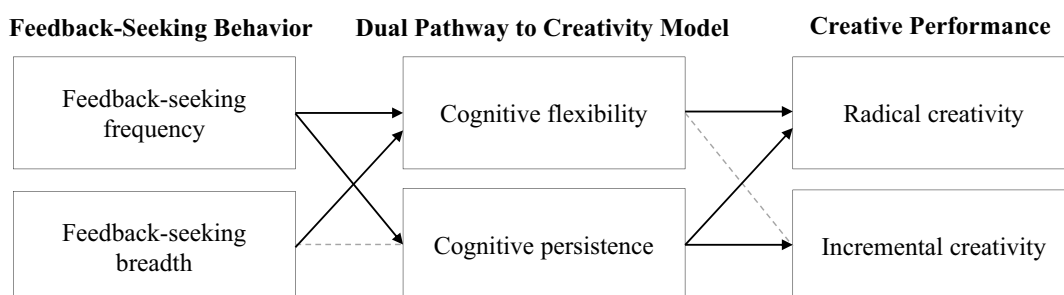 Feedback-Seeking Behavior
Dual Pathway to Creativity Model
Creative Performance
Feedback-seeking
frequency
Cognitive flexibility
Radical creativity
Feedback-seeking
breadth
Cognitive persistence
Incremental creativity